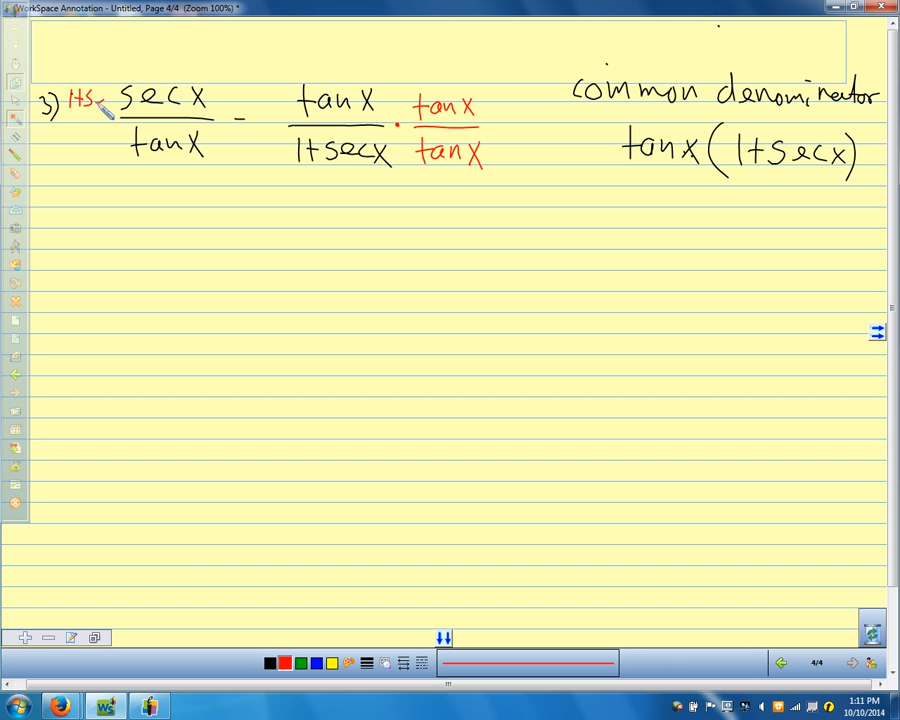 WorkSpace Annotation - Untitled, Page 4/4 (Zoom 100%) *
3) 1+s secx/tanx - tanx/1+secx · tanx/tanx
common denominator
tanx(1+secx)
4/4
1:11 PM
10/10/2014